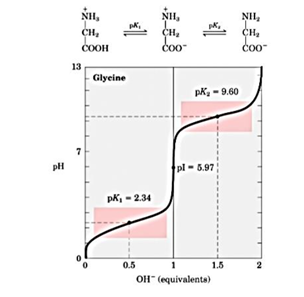 + + 
NH₃ NH₃ NH₂
pK₁ pK₂
CH₂ CH₂ CH₂
COOH COO⁻ COO⁻
13
Glycine
pK₂ = 9.60
pH
7
pI = 5.97
pK₁ = 2.34
0
0 0.5 1 1.5 2
OH⁻ (equivalents)